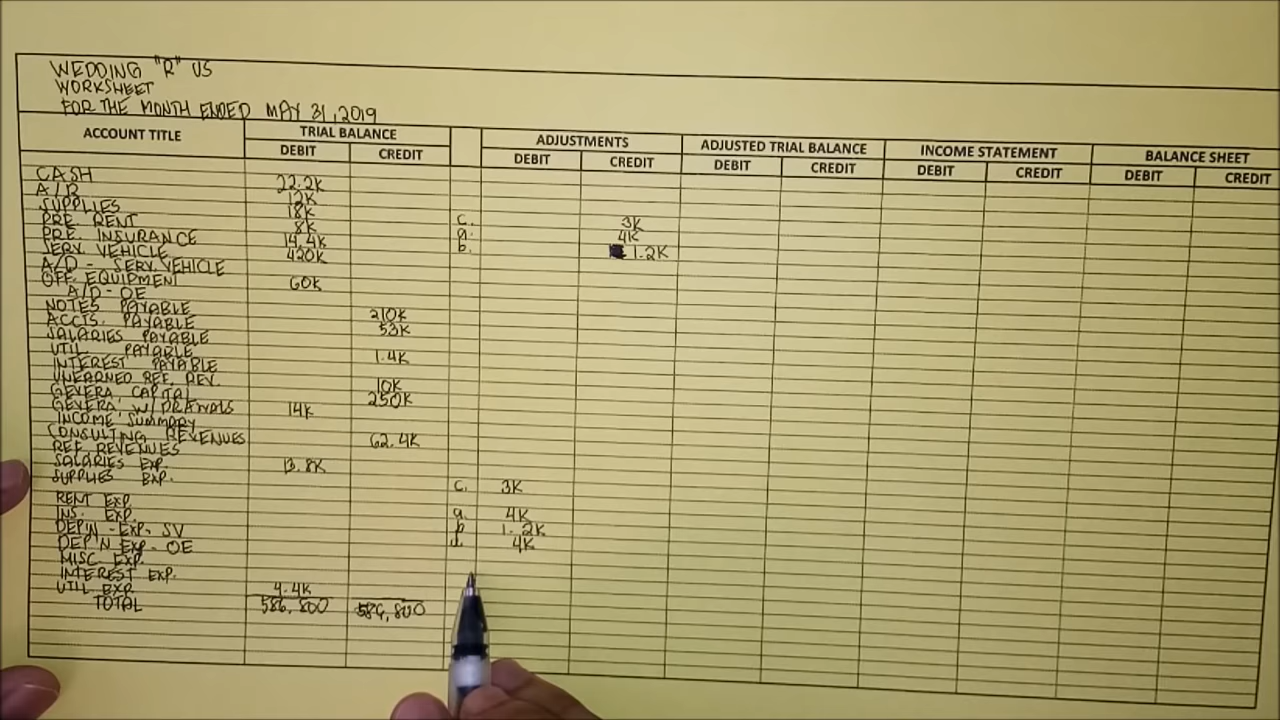 WEDDING "R" US
WORKSHEET
FOR THE MONTH ENDED MAY 31, 2019
ACCOUNT TITLE TRIAL BALANCE ADJUSTMENTS ADJUSTED TRIAL BALANCE INCOME STATEMENT BALANCE SHEET
DEBIT CREDIT DEBIT CREDIT DEBIT CREDIT DEBIT CREDIT DEBIT CREDIT
CASH 22.2K
A/R 12K
SUPPLIES 18K c. 3K
PRE. RENT 8K a. 4K
PRE. INSURANCE 14.4K b. 1.2K
SERV. VEHICLE 420K
A/D - SERV. VEHICLE
OFF. EQUIPMENT 60K
A/D - OE
NOTES PAYABLE 210K
ACCTS. PAYABLE 53K
SALARIES PAYABLE
UTIL. PAYABLE 1.4K
INTEREST PAYABLE
UNEARNED REF. REV. 10K
GEVERA, CAPITAL 250K
GEVERA, W/DRAWALS 14K
INCOME SUMMARY
CONSULTING REVENUES 62.4K
REF. REVENUES
SALARIES EXP. 13.8K
SUPPLIES EXP. c. 3K
RENT EXP. a. 4K
INS. EXP. b 1.2K
DEP'N - EXP. SV d. 4K
DEP'N EXP. - OE
MISC. EXP.
INTEREST EXP.
UTIL EXP. 4.4K
TOTAL 586,800 586,800